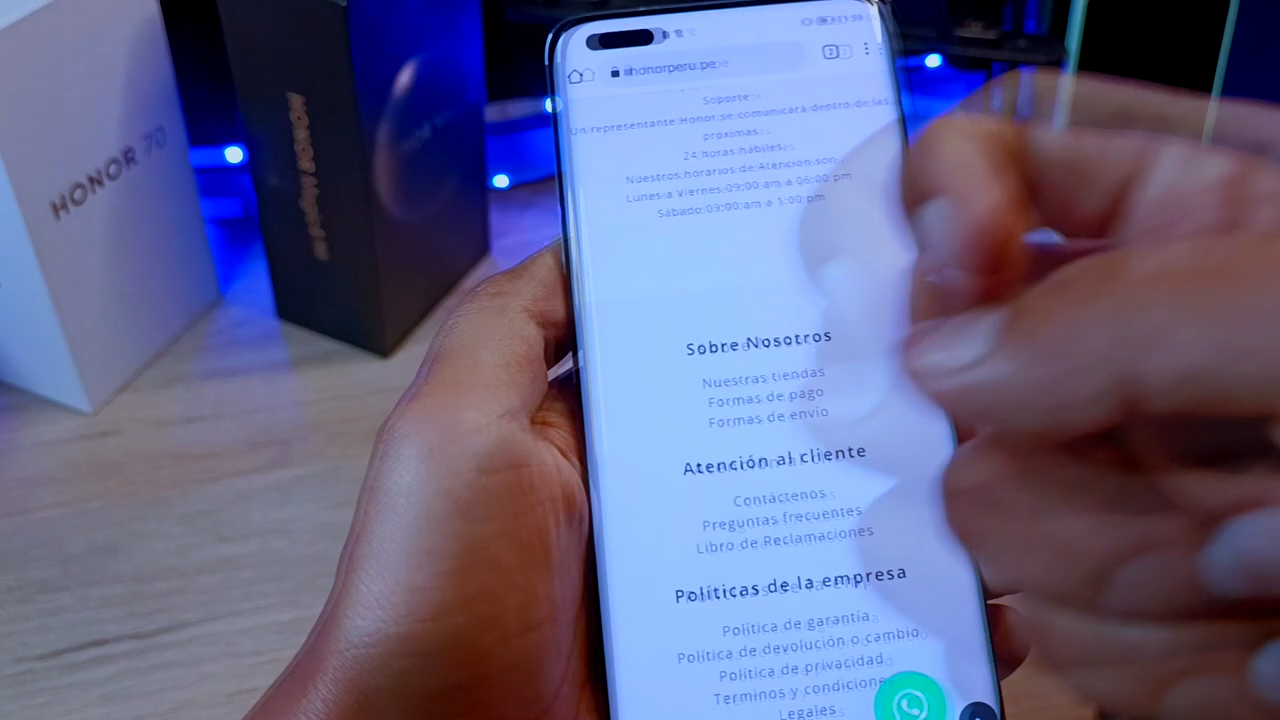 HONOR 70
HONOR Magic
honorperu.pe
Soporte
Un representante Honor se comunicará dentro de las
próximas
24 horas hábiles
Nuestros horarios de Atención son
Lunes a Viernes 09:00 am a 06:00 pm
Sábado 09:00 am a 1:00 pm
Sobre Nosotros
Nuestras tiendas
Formas de pago
Formas de envío
Atención al cliente
Contáctenos
Preguntas frecuentes
Libro de Reclamaciones
Políticas de la empresa
Política de garantía
Política de devolución o cambio
Política de privacidad
Terminos y condiciones
Legales